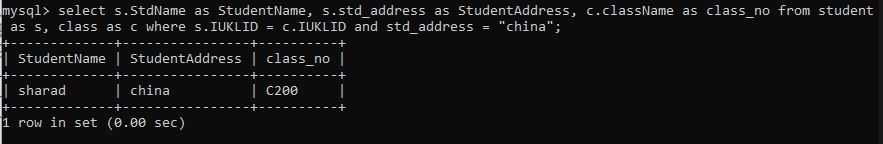 mysql> select s.StdName as StudentName, s.std_address as StudentAddress, c.className as class_no from student
as s, class as c where s.IUKLID = c.IUKLID and std_address = "china";
+-------------+----------------+----------+
| StudentName | StudentAddress | class_no |
+-------------+----------------+----------+
| sharad      | china          | C200     |
+-------------+----------------+----------+
1 row in set (0.00 sec)